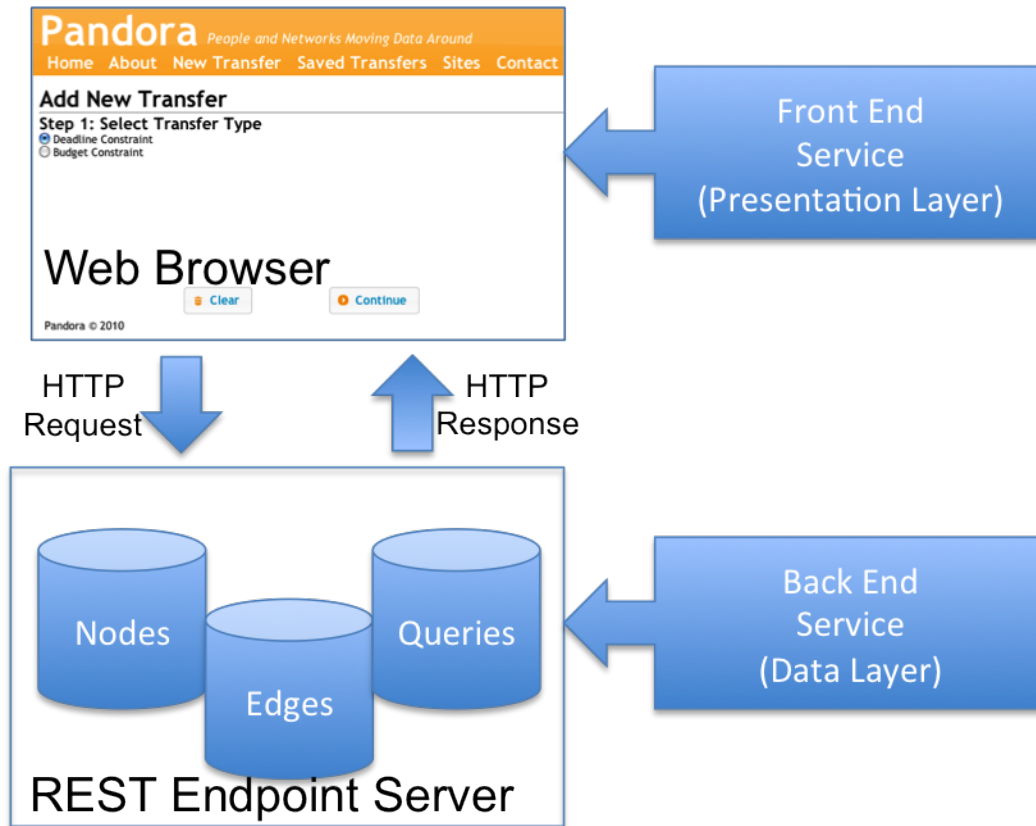 Pandora People and Networks Moving Data Around
Home About New Transfer Saved Transfers Sites Contact
Add New Transfer
Step 1: Select Transfer Type
Deadline Constraint
Budget Constraint
Web Browser
Clear Continue
Pandora © 2010
Front End
Service
(Presentation Layer)
HTTP
Request
HTTP
Response
Nodes
Edges
Queries
REST Endpoint Server
Back End
Service
(Data Layer)